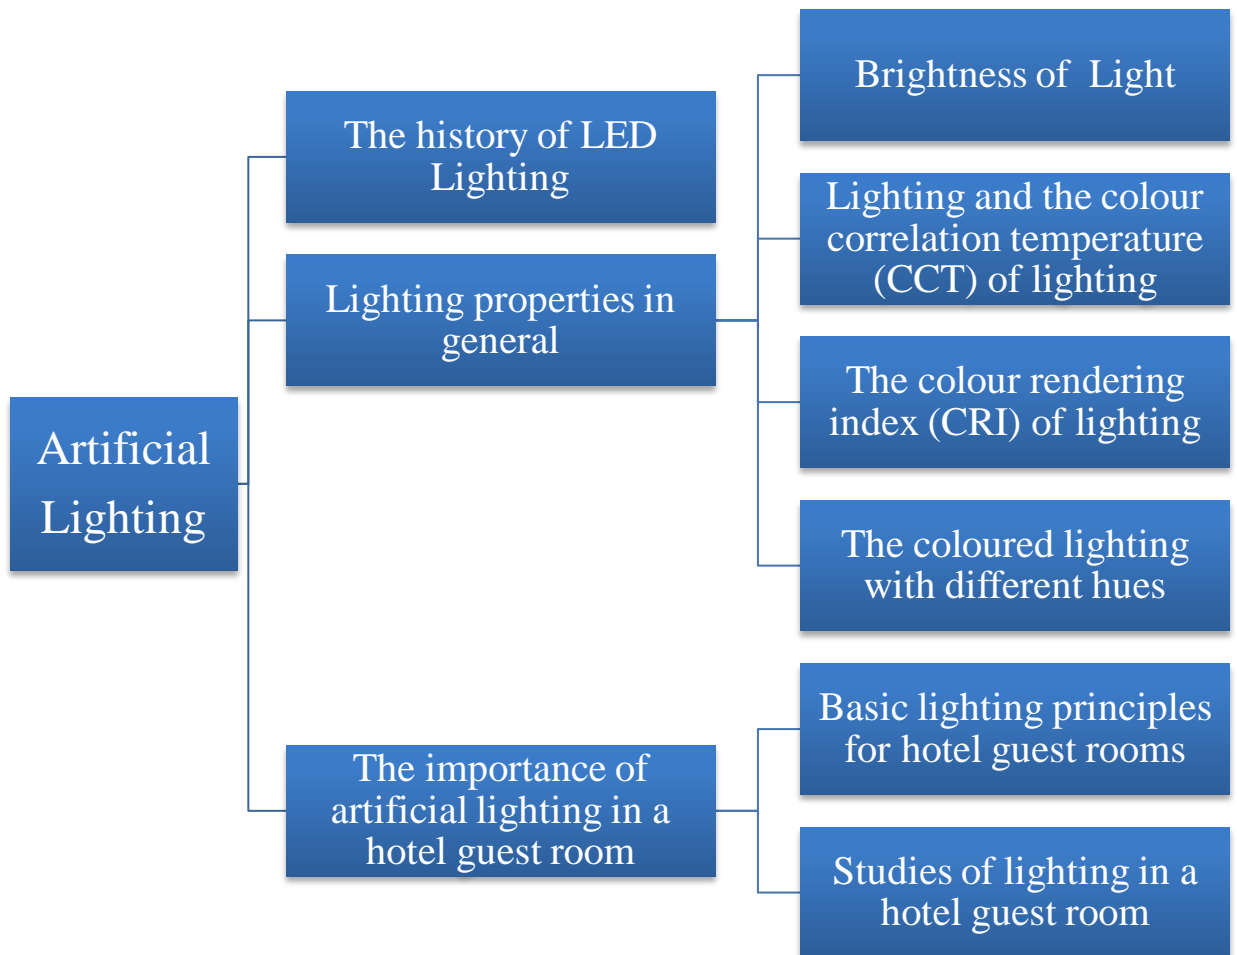 Artificial
Lighting
The history of LED
Lighting
Lighting properties in
general
Brightness of  Light
Lighting and the colour
correlation temperature
(CCT) of lighting
The colour rendering
index (CRI) of lighting
The coloured lighting
with different hues
The importance of
artificial lighting in a
hotel guest room
Basic lighting principles
for hotel guest rooms
Studies of lighting in a
hotel guest room